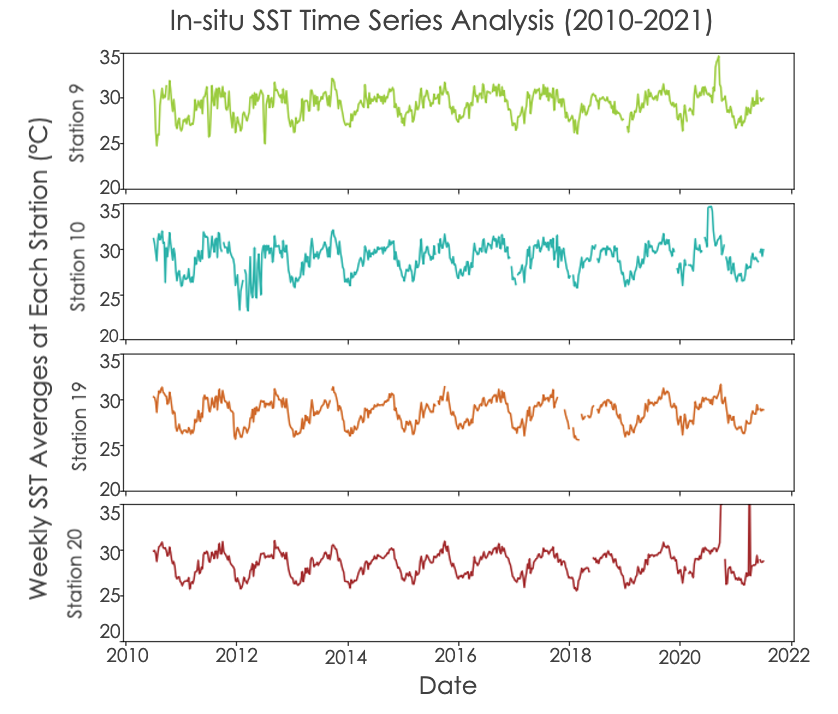 In-situ SST Time Series Analysis (2010-2021)
Weekly SST Averages at Each Station (°C)
Station 9
35
30
25
20
Station 10
35
30
25
20
Station 19
35
30
25
20
Station 20
35
30
25
20
2010 2012 2014 2016 2018 2020 2022
Date